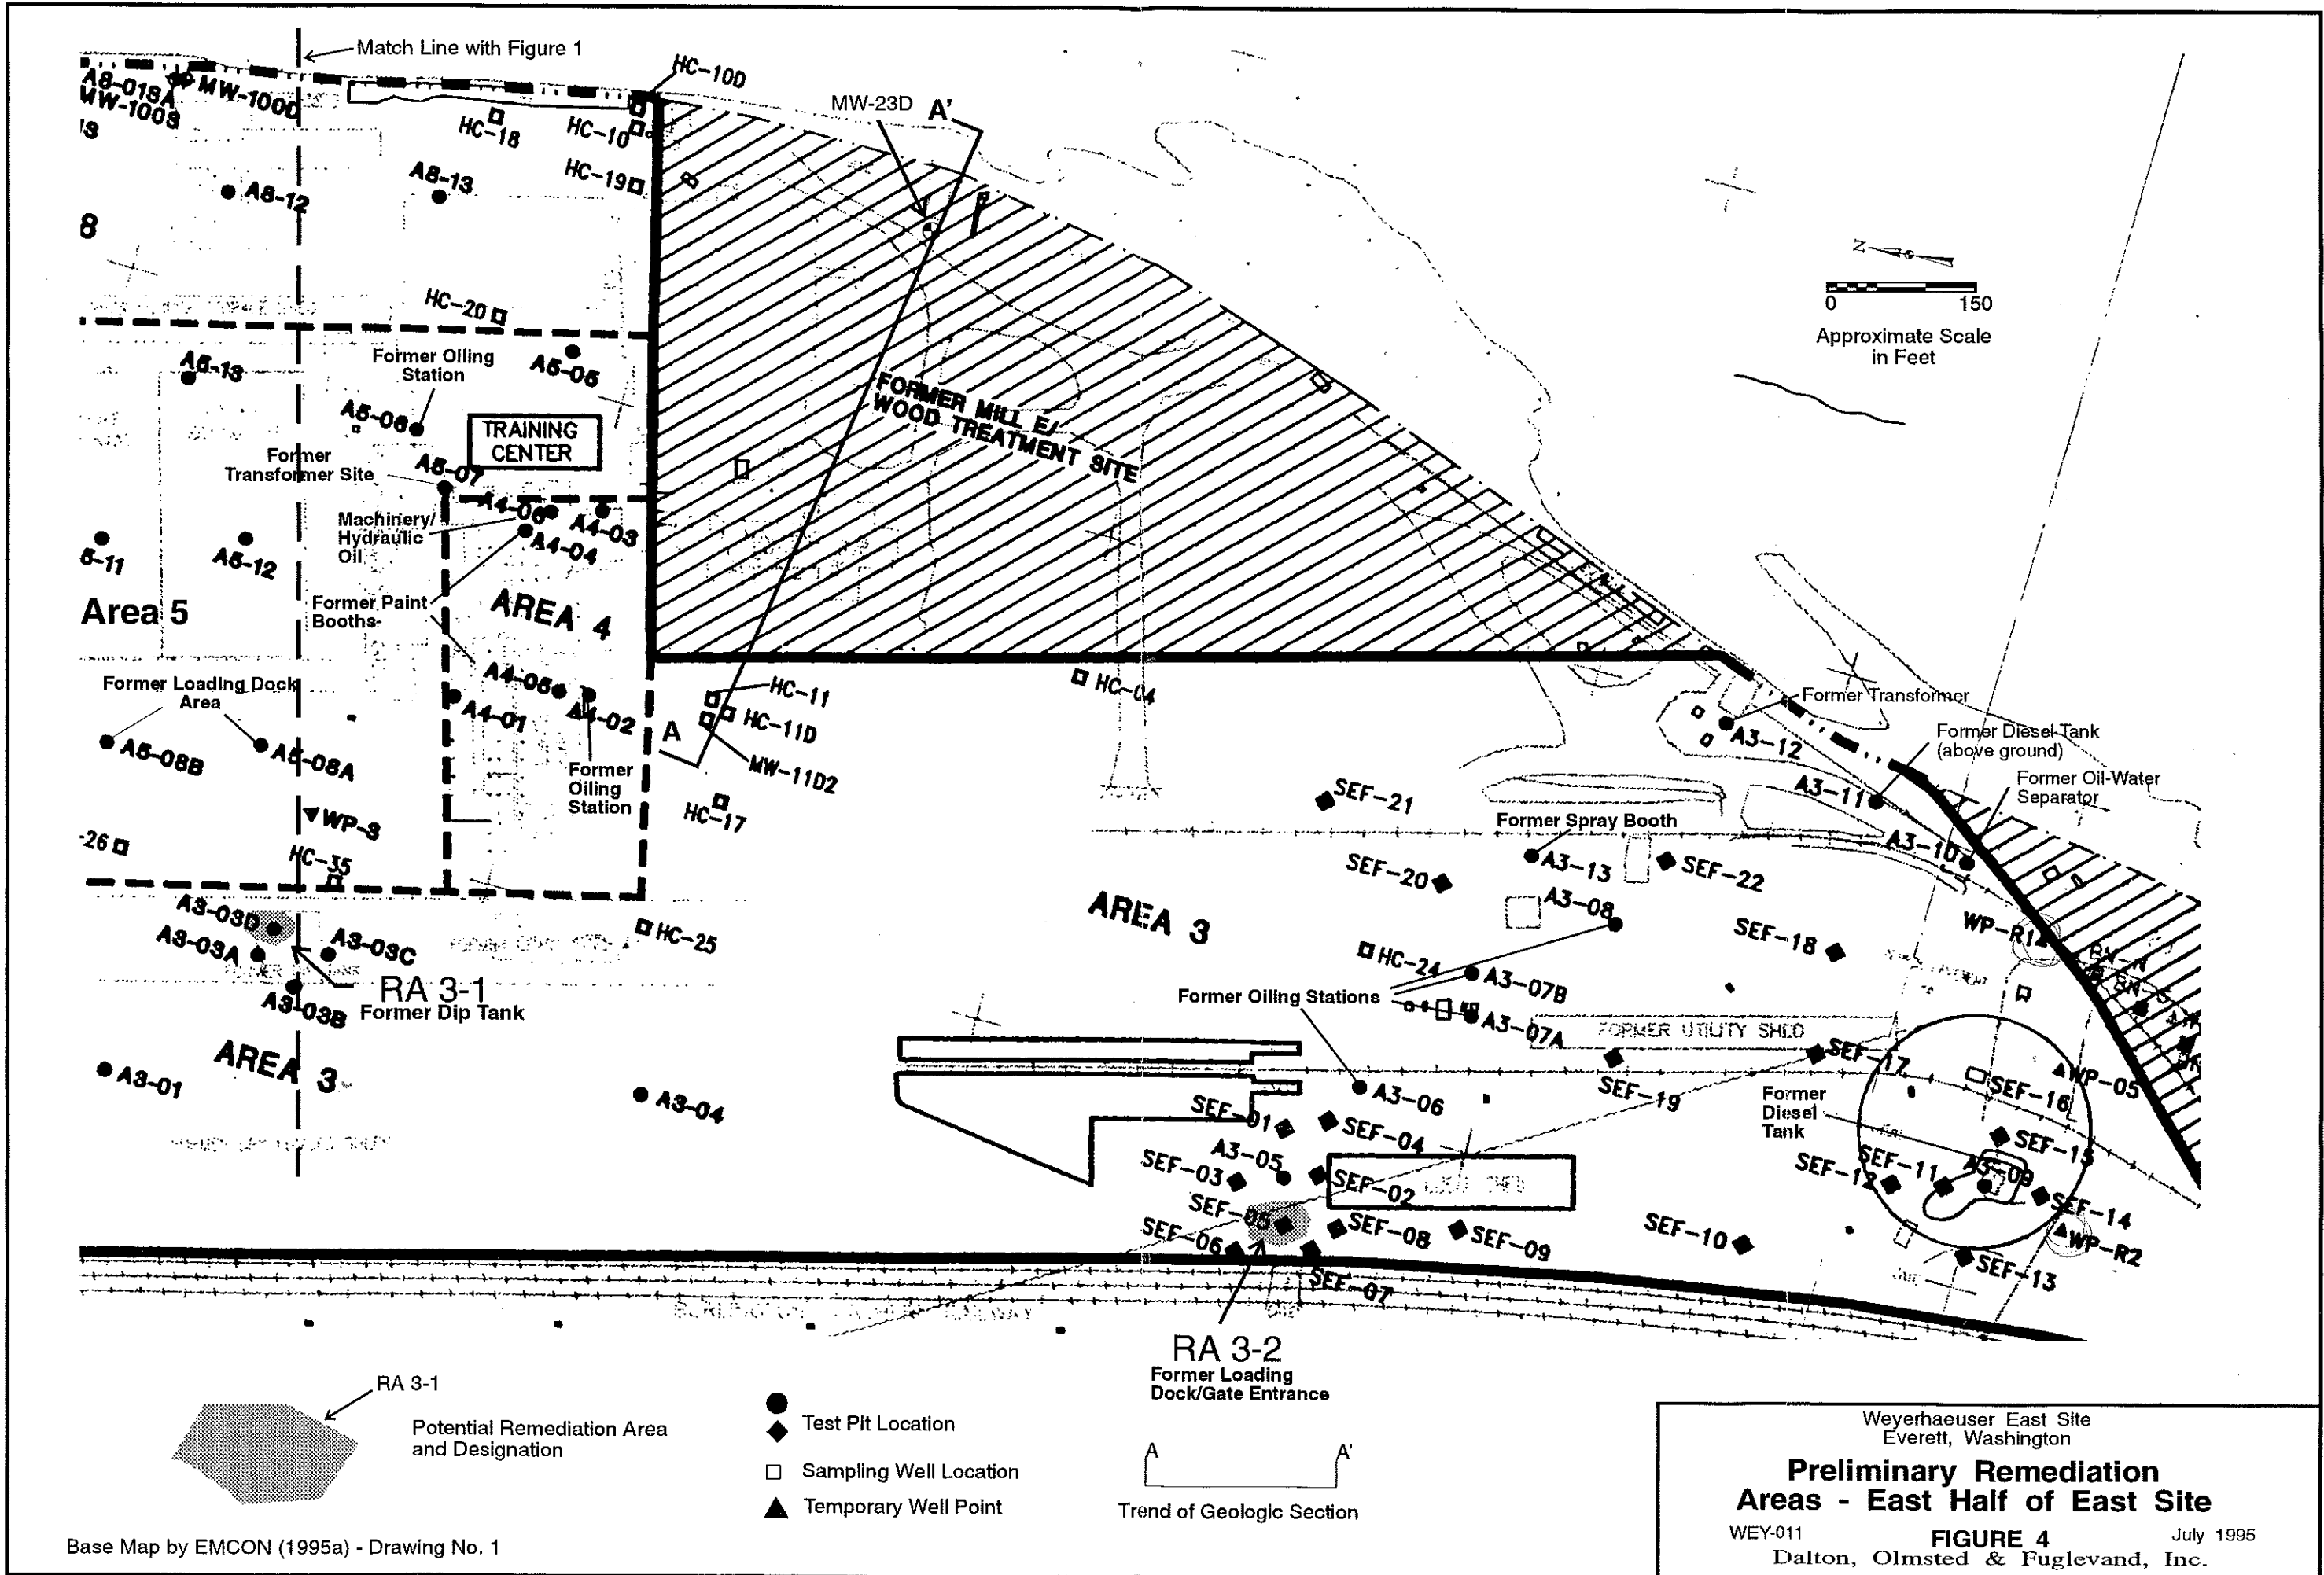 Match Line with Figure 1
HC-10D
MW-23D
A'
A8-018A
MW-100S
MW-100D
HC-18
HC-10
HC-19
A8-12
A8-13
8
N
0 150
Approximate Scale
in Feet
HC-20
A5-13
Former Oiling
Station
A5-05
A5-06
TRAINING
CENTER
FORMER MILL E/
WOOD TREATMENT SITE
Former
Transformer Site
A5-07
A4-06
A4-03
Machinery/
Hydraulic
Oil
A4-04
5-11
A5-12
Area 5
Former Paint
Booths
AREA 4
Former Loading Dock
Area
A4-05
A4-01
A4-02
HC-11
HC-11D
MW-11D2
A
HC-04
Former Transformer
A3-12
Former Diesel Tank
(above ground)
A5-08B
A5-08A
Former
Oiling
Station
HC-17
SEF-21
A3-11
Former Oil-Water
Separator
Former Spray Booth
WP-3
-26
HC-35
A3-10
A3-13
SEF-22
SEF-20
A3-08
AREA 3
A3-03D
A3-03A
A3-03C
HC-25
SEF-18
WP-R1
HC-24
A3-07B
RA 3-1
Former Dip Tank
A3-03B
Former Oiling Stations
A3-07A
FORMER UTILITY SHED
AREA 3
A3-01
A3-04
SEF-17
SEF-19
A3-06
SEF-16
WP-05
Former
Diesel
Tank
SEF-01
SEF-04
A3-05
SEF-03
SEF-02
SEF-15
SEF-11
SEF-12
A3-09
SEF-14
SEF-05
SEF-06
SEF-08
SEF-09
SEF-10
WP-R2
SEF-13
SEF-07
RA 3-2
Former Loading
Dock/Gate Entrance
RA 3-1
Potential Remediation Area
and Designation
Test Pit Location
Sampling Well Location
Temporary Well Point
A A'
Trend of Geologic Section
Base Map by EMCON (1995a) - Drawing No. 1
Weyerhaeuser East Site
Everett, Washington
Preliminary Remediation
Areas - East Half of East Site
WEY-011 FIGURE 4 July 1995
Dalton, Olmsted & Fuglevand, Inc.